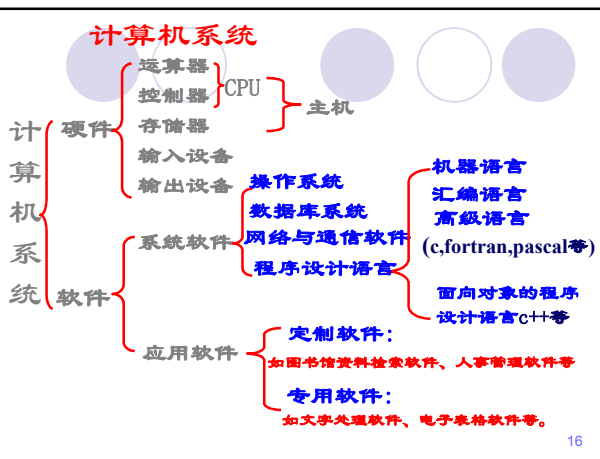 计算机系统
运算器
控制器
CPU
存储器
主机
输入设备
输出设备
硬件
计算机系统
软件
系统软件
操作系统
数据库系统
网络与通信软件
程序设计语言
机器语言
汇编语言
高级语言
(c,fortran,pascal等)
面向对象的程序
设计语言c++等
应用软件
定制软件：
如图书馆资料检索软件、人事管理软件等
专用软件：
如文字处理软件、电子表格软件等。
16